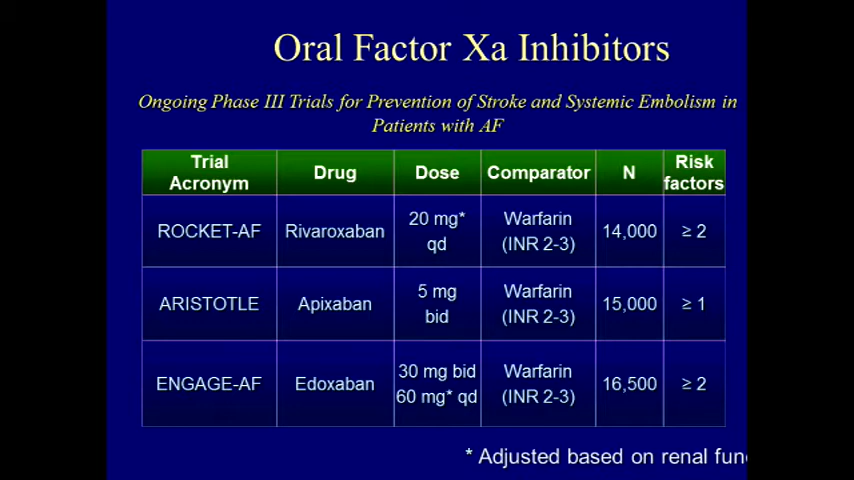 Oral Factor Xa Inhibitors
Ongoing Phase III Trials for Prevention of Stroke and Systemic Embolism in
Patients with AF
Trial Acronym Drug Dose Comparator N Risk factors
ROCKET-AF Rivaroxaban 20 mg* qd Warfarin (INR 2-3) 14,000 ≥ 2
ARISTOTLE Apixaban 5 mg bid Warfarin (INR 2-3) 15,000 ≥ 1
ENGAGE-AF Edoxaban 30 mg bid 60 mg* qd Warfarin (INR 2-3) 16,500 ≥ 2
* Adjusted based on renal fun